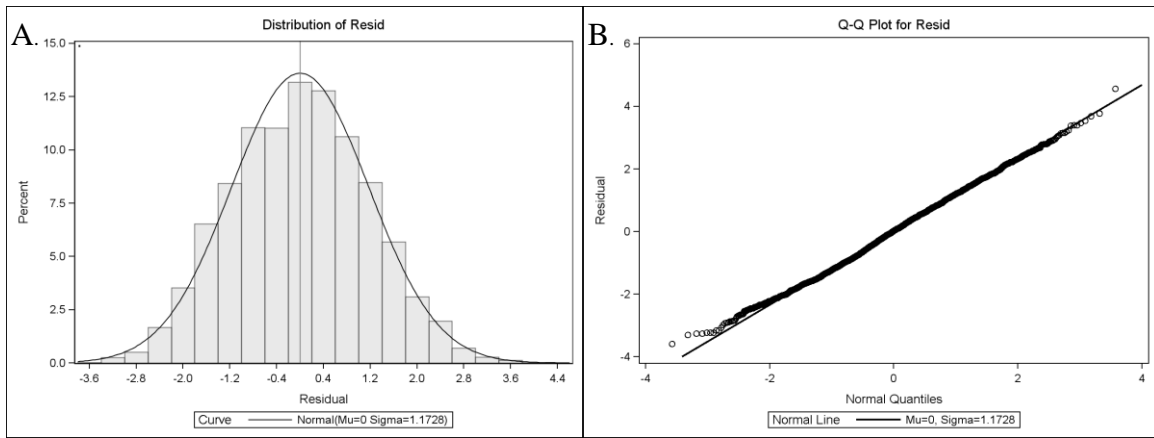 A.
Distribution of Resid
15.0
12.5
10.0
7.5
5.0
2.5
0.0
Percent
-3.6 -2.8 -2.0 -1.2 -0.4 0.4 1.2 2.0 2.8 3.6 4.4
Residual
Curve Normal(Mu=0 Sigma=1.1728)
B.
Q-Q Plot for Resid
6
4
2
0
-2
-4
Residual
-4 -2 0 2 4
Normal Quantiles
Normal Line Mu=0, Sigma=1.1728